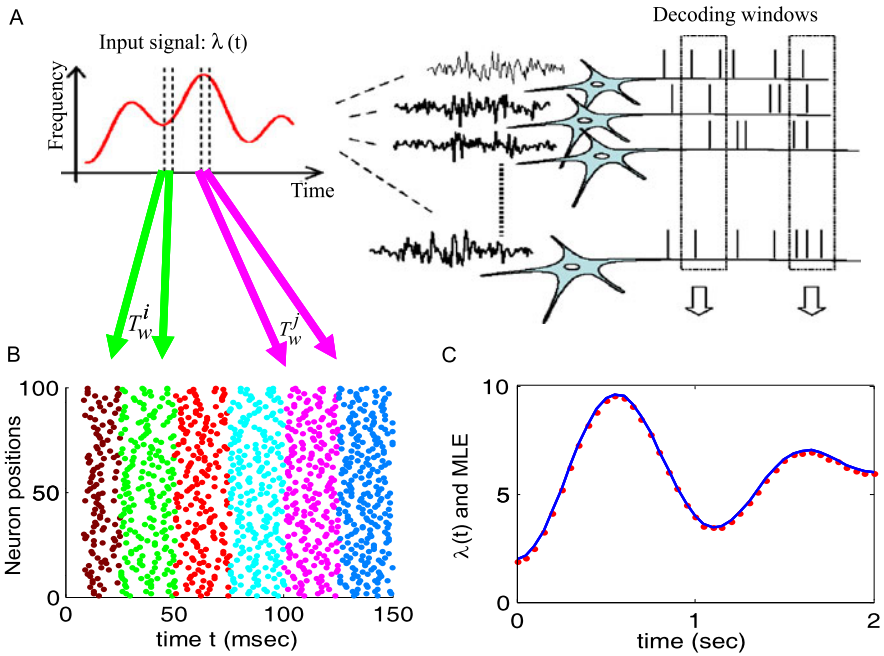 A
Decoding windows
Input signal: λ (t)
Frequency
Time
T_w^i
T_w^j
B
100
50
0
Neuron positions
0 50 100 150
time t (msec)
C
10
5
0
λ(t) and MLE
0 1 2
time (sec)